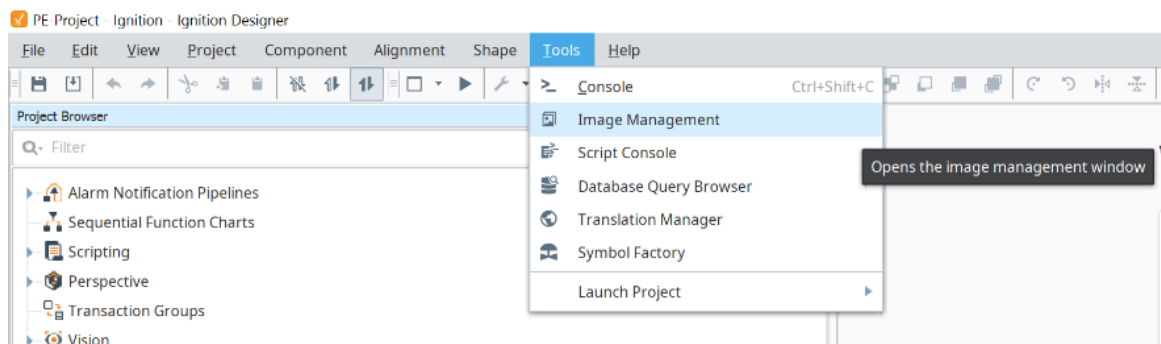 PE Project - Ignition - Ignition Designer
File Edit View Project Component Alignment Shape Tools Help
Project Browser
Filter
Alarm Notification Pipelines
Sequential Function Charts
Scripting
Perspective
Transaction Groups
Vision
Console Ctrl+Shift+C
Image Management
Script Console
Database Query Browser
Translation Manager
Symbol Factory
Launch Project
Opens the image management window